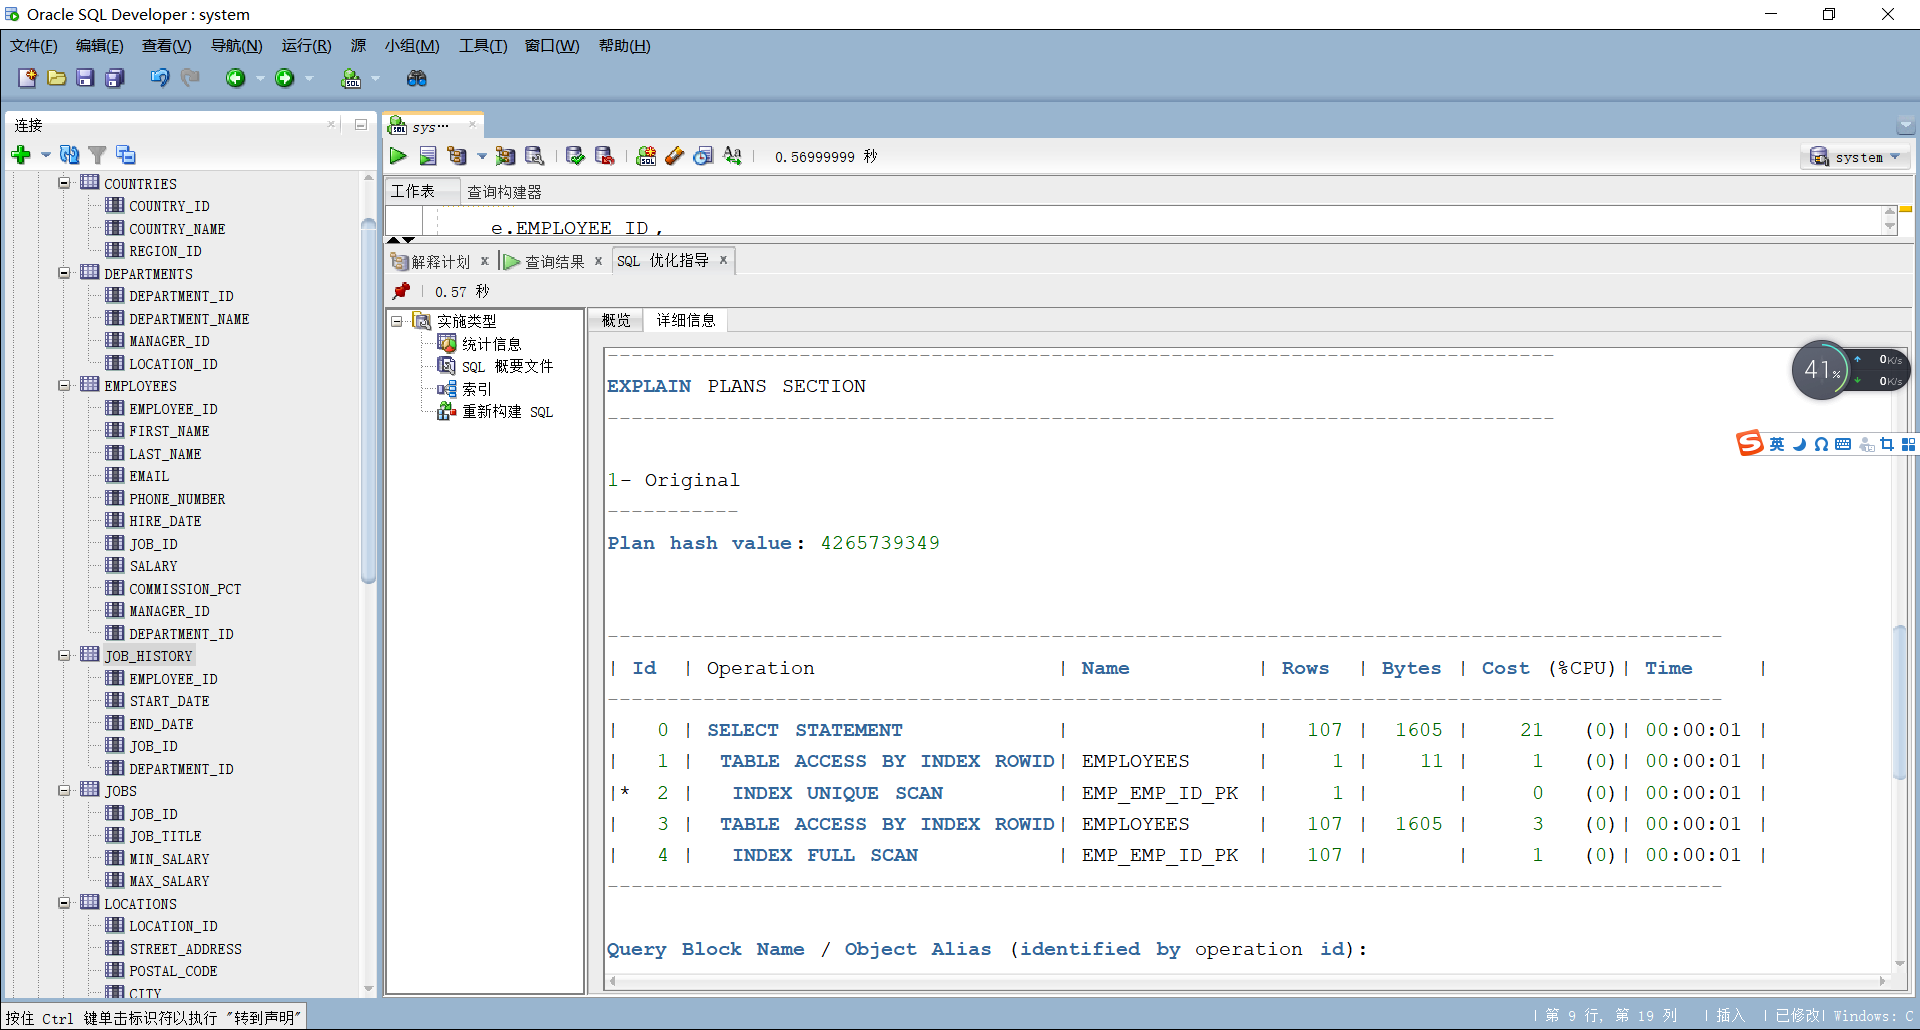 Oracle SQL Developer : system
文件(F) 编辑(E) 查看(V) 导航(N) 运行(R) 源 小组(M) 工具(T) 窗口(W) 帮助(H)
连接
COUNTRIES
COUNTRY_ID
COUNTRY_NAME
REGION_ID
DEPARTMENTS
DEPARTMENT_ID
DEPARTMENT_NAME
MANAGER_ID
LOCATION_ID
EMPLOYEES
EMPLOYEE_ID
FIRST_NAME
LAST_NAME
EMAIL
PHONE_NUMBER
HIRE_DATE
JOB_ID
SALARY
COMMISSION_PCT
MANAGER_ID
DEPARTMENT_ID
JOB_HISTORY
EMPLOYEE_ID
START_DATE
END_DATE
JOB_ID
DEPARTMENT_ID
JOBS
JOB_ID
JOB_TITLE
MIN_SALARY
MAX_SALARY
LOCATIONS
LOCATION_ID
STREET_ADDRESS
POSTAL_CODE
CITY
sys…
0.56999999 秒
system
工作表 查询构建器
e.EMPLOYEE_ID,
解释计划 查询结果 SQL 优化指导
0.57 秒
实施类型
统计信息
SQL 概要文件
索引
重新构建 SQL
概览 详细信息
-------------------------------------------------------------------------------
EXPLAIN PLANS SECTION
-------------------------------------------------------------------------------
1- Original
-----------
Plan hash value: 4265739349
---------------------------------------------------------------------------------------------
| Id  | Operation                   | Name          | Rows  | Bytes | Cost (%CPU)| Time     |
---------------------------------------------------------------------------------------------
|   0 | SELECT STATEMENT            |               |   107 |  1605 |    21   (0)| 00:00:01 |
|   1 |  TABLE ACCESS BY INDEX ROWID| EMPLOYEES     |     1 |    11 |     1   (0)| 00:00:01 |
|*  2 |   INDEX UNIQUE SCAN         | EMP_EMP_ID_PK |     1 |       |     0   (0)| 00:00:01 |
|   3 |  TABLE ACCESS BY INDEX ROWID| EMPLOYEES     |   107 |  1605 |     3   (0)| 00:00:01 |
|   4 |   INDEX FULL SCAN           | EMP_EMP_ID_PK |   107 |       |     1   (0)| 00:00:01 |
---------------------------------------------------------------------------------------------
Query Block Name / Object Alias (identified by operation id):
41%
0K/s
0K/s
英
按住 Ctrl 键单击标识符以执行 "转到声明"
第 9 行, 第 19 列 | 插入 | 已修改| Windows: C